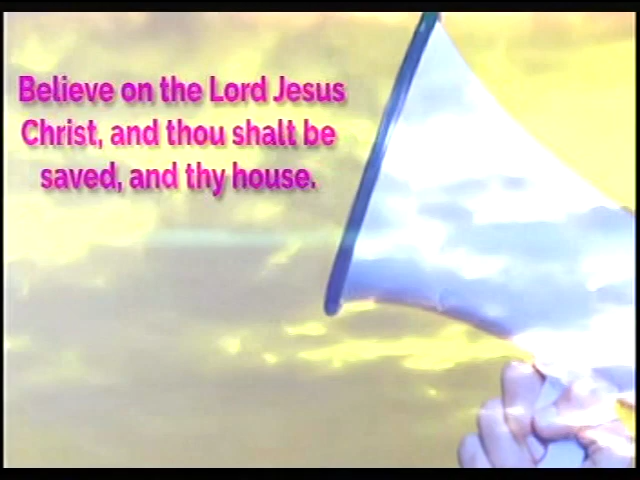 Believe on the Lord Jesus
Christ, and thou shalt be
saved, and thy house.